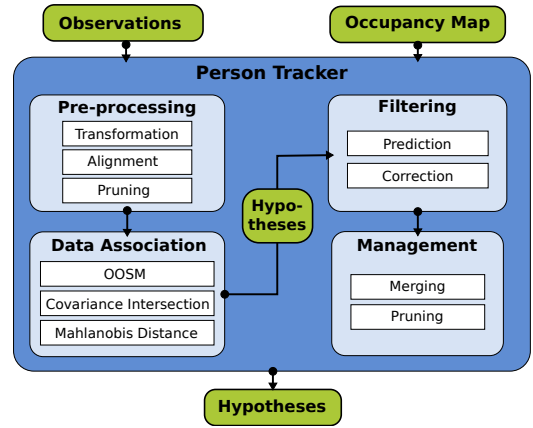 Observations
Occupancy Map
Person Tracker
Pre-processing
Transformation
Alignment
Pruning
Data Association
OOSM
Covariance Intersection
Mahlanobis Distance
Hypo-
theses
Filtering
Prediction
Correction
Management
Merging
Pruning
Hypotheses